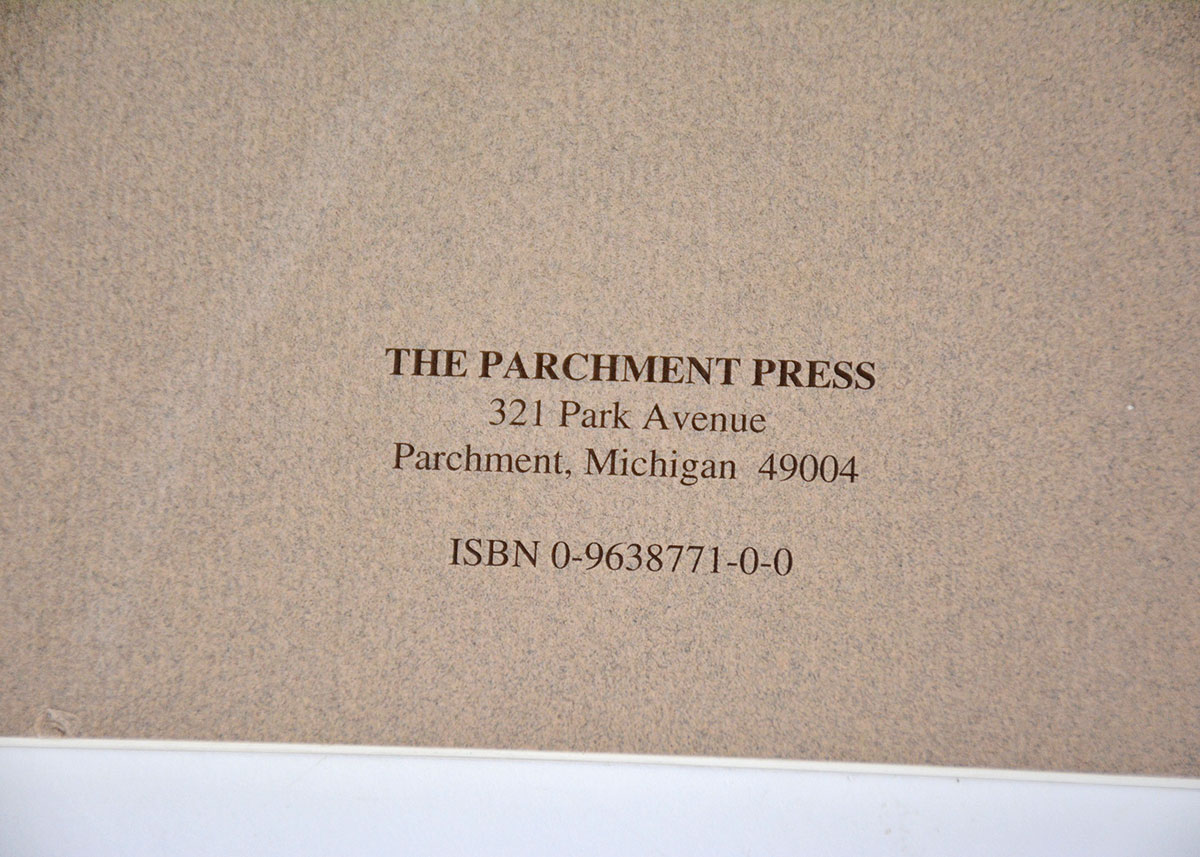 THE PARCHMENT PRESS
321 Park Avenue
Parchment, Michigan 49004
ISBN 0-9638771-0-0